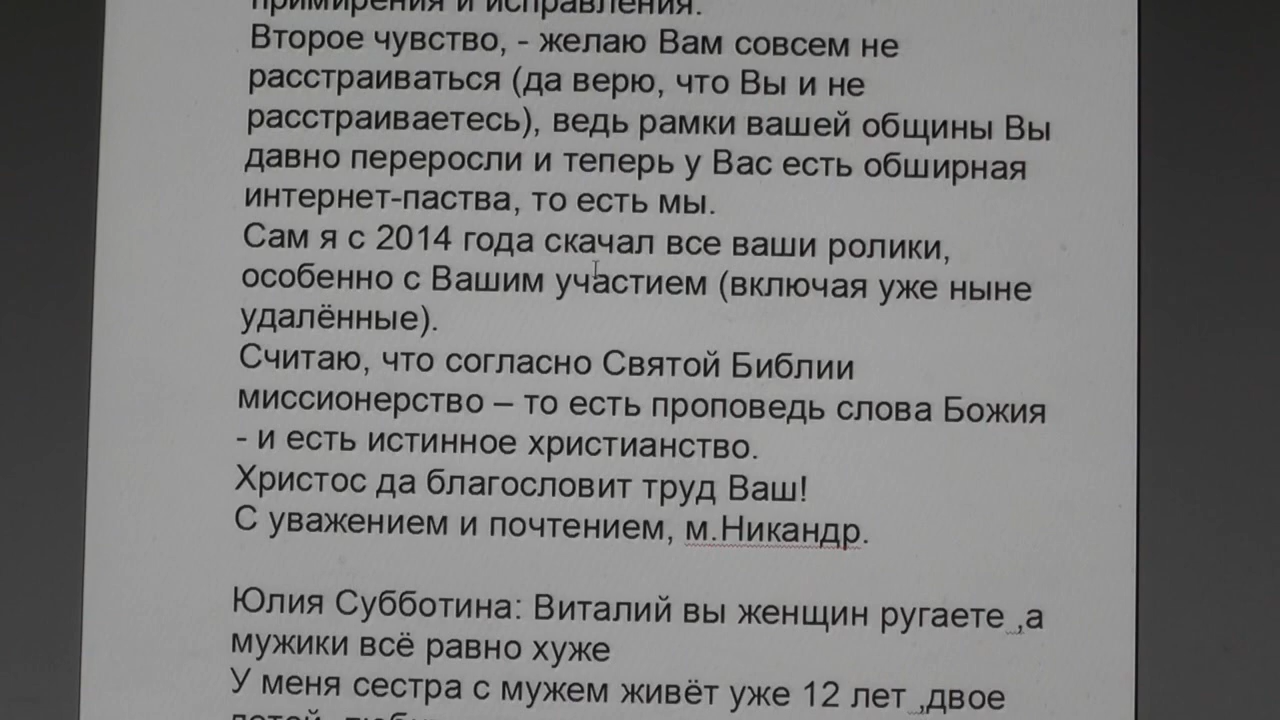 примирения и исправления.
Второе чувство, - желаю Вам совсем не
расстраиваться (да верю, что Вы и не
расстраиваетесь), ведь рамки вашей общины Вы
давно переросли и теперь у Вас есть обширная
интернет-паства, то есть мы.
Сам я с 2014 года скачал все ваши ролики,
особенно с Вашим участием (включая уже ныне
удалённые).
Считаю, что согласно Святой Библии
миссионерство – то есть проповедь слова Божия
- и есть истинное христианство.
Христос да благословит труд Ваш!
С уважением и почтением, м.Никандр.
Юлия Субботина: Виталий вы женщин ругаете ,а
мужики всё равно хуже
У меня сестра с мужем живёт уже 12 лет ,двое